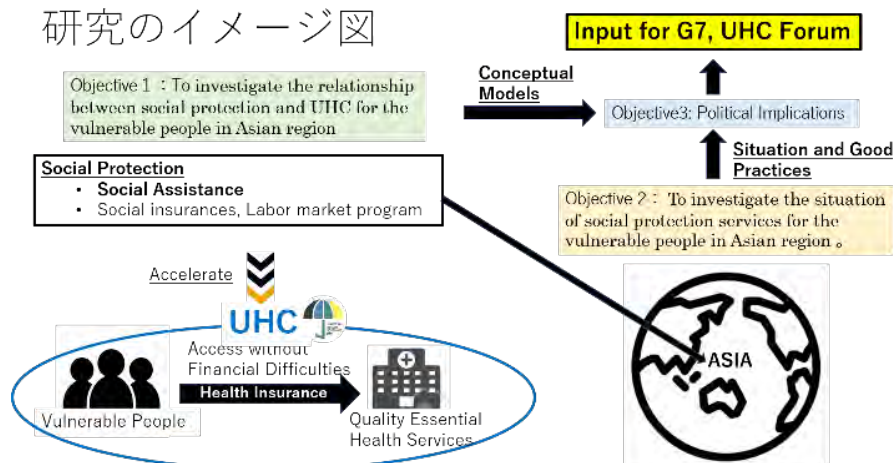 研究のイメージ図
Input for G7, UHC Forum
Objective 1 ：To investigate the relationship
between social protection and UHC for the
vulnerable people in Asian region
Conceptual
Models
Objective3: Political Implications
Situation and Good
Practices
Social Protection
• Social Assistance
• Social insurances, Labor market program
Objective 2： To investigate the situation
of social protection services for the
vulnerable people in Asian region 。
Accelerate
UHC
Access without
Financial Difficulties
Health Insurance
Vulnerable People
Quality Essential
Health Services
ASIA